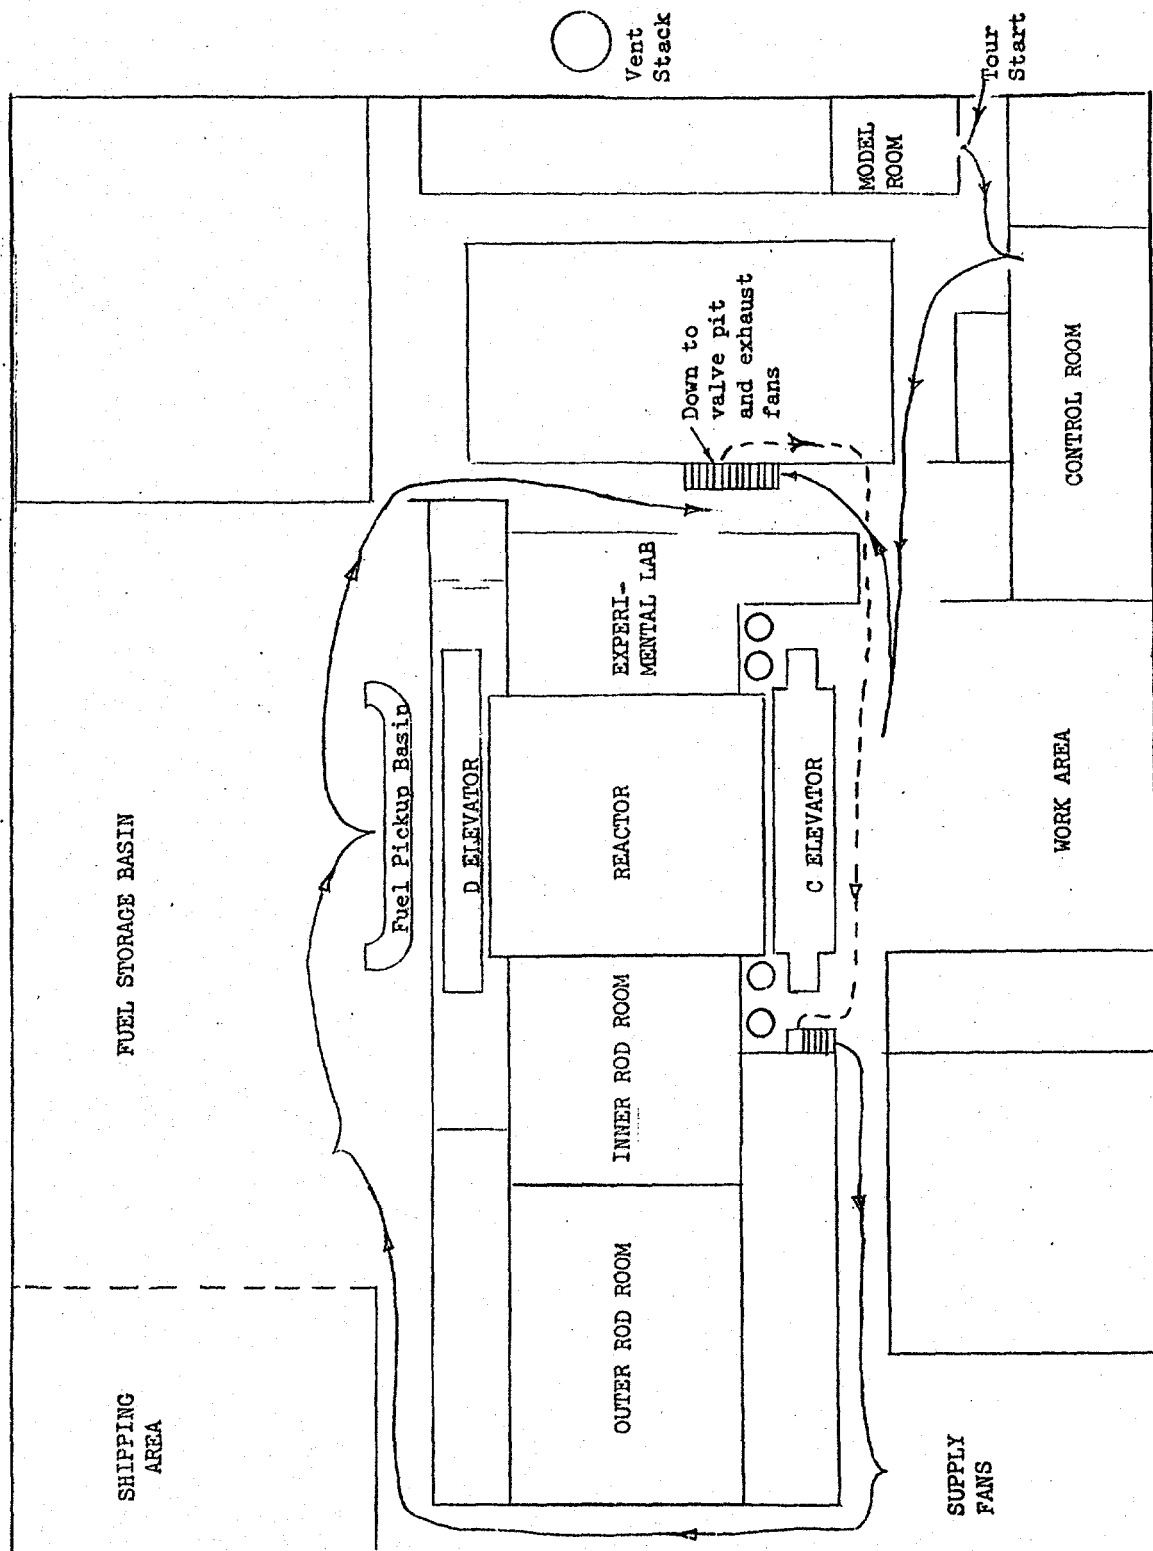 SHIPPING
AREA
FUEL STORAGE BASIN
Fuel Pickup Basin
D ELEVATOR
OUTER ROD ROOM
INNER ROD ROOM
REACTOR
EXPERI-
MENTAL LAB
Down to
valve pit
and exhaust
fans
Vent
Stack
C ELEVATOR
MODEL
ROOM
SUPPLY
FANS
WORK AREA
CONTROL ROOM
Tour
Start